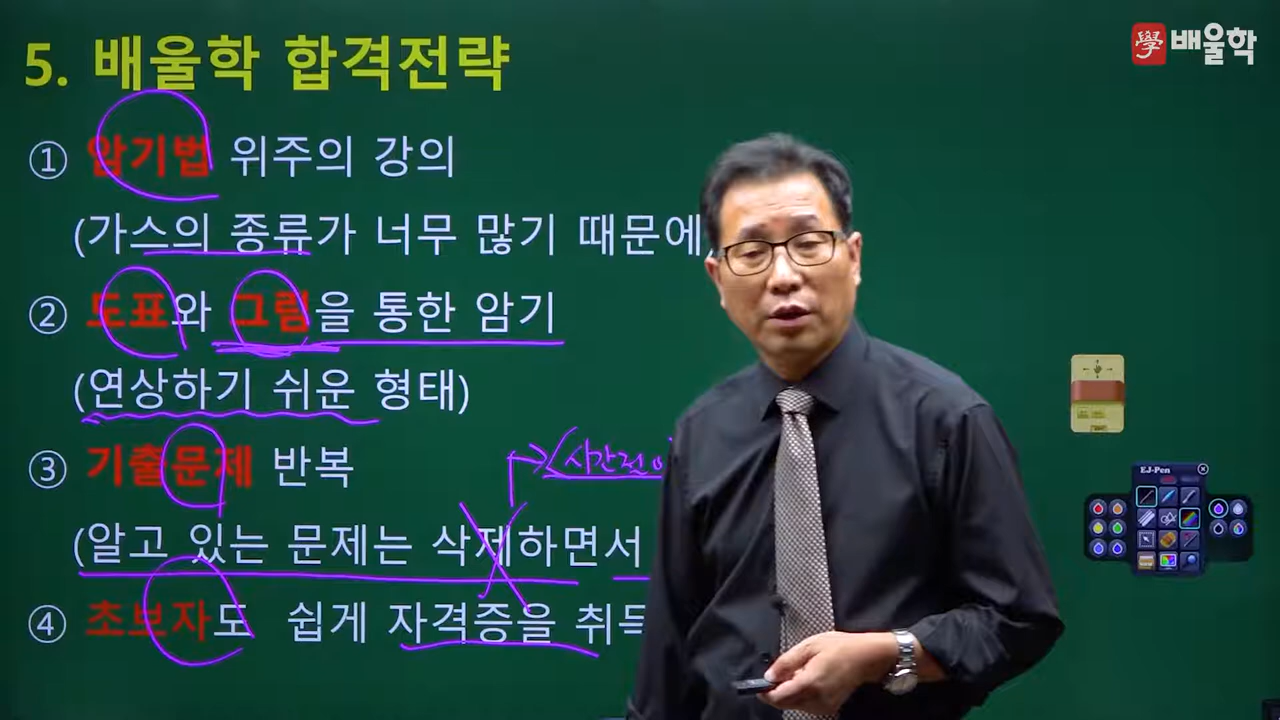 5. 배울학 합격전략
學 배울학
① 암기법 위주의 강의
(가스의 종류가 너무 많기 때문에)
② 도표와 그림을 통한 암기
(연상하기 쉬운 형태)
③ 기출문제 반복
(시간절
(알고 있는 문제는 삭제하면서
④ 초보자도 쉽게 자격증을 취득
EJ-Pen